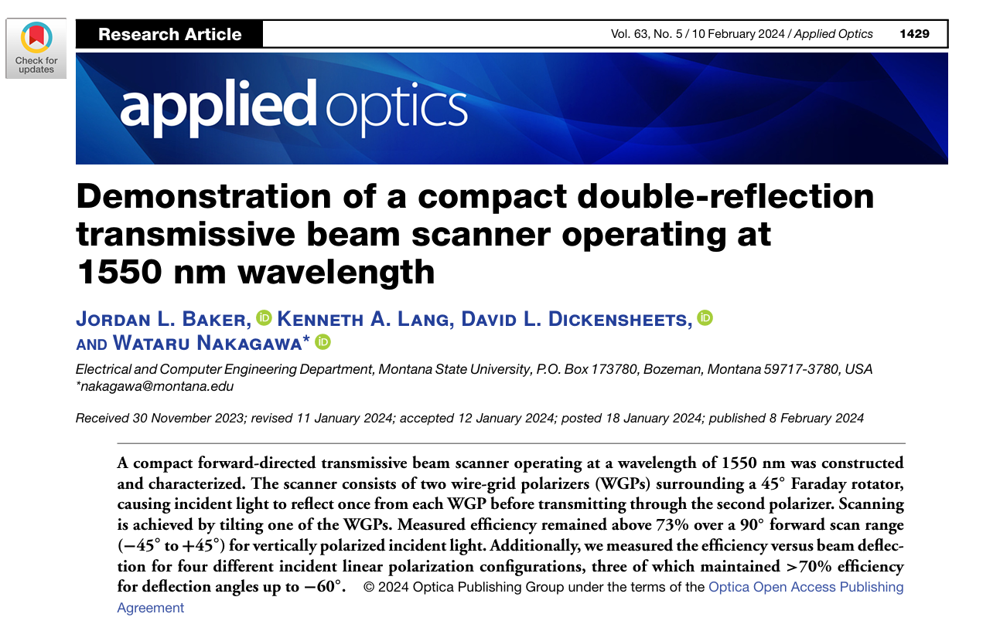 Check for
updates
Research Article
Vol. 63, No. 5 / 10 February 2024 / Applied Optics 1429
applied optics
Demonstration of a compact double-reflection
transmissive beam scanner operating at
1550 nm wavelength
Jordan L. Baker, iD Kenneth A. Lang, David L. Dickensheets, iD
and Wataru Nakagawa* iD
Electrical and Computer Engineering Department, Montana State University, P.O. Box 173780, Bozeman, Montana 59717-3780, USA
*nakagawa@montana.edu
Received 30 November 2023; revised 11 January 2024; accepted 12 January 2024; posted 18 January 2024; published 8 February 2024
A compact forward-directed transmissive beam scanner operating at a wavelength of 1550 nm was constructed
and characterized. The scanner consists of two wire-grid polarizers (WGPs) surrounding a 45° Faraday rotator,
causing incident light to reflect once from each WGP before transmitting through the second polarizer. Scanning
is achieved by tilting one of the WGPs. Measured efficiency remained above 73% over a 90° forward scan range
(−45° to +45°) for vertically polarized incident light. Additionally, we measured the efficiency versus beam deflec-
tion for four different incident linear polarization configurations, three of which maintained >70% efficiency
for deflection angles up to −60°. © 2024 Optica Publishing Group under the terms of the Optica Open Access Publishing
Agreement